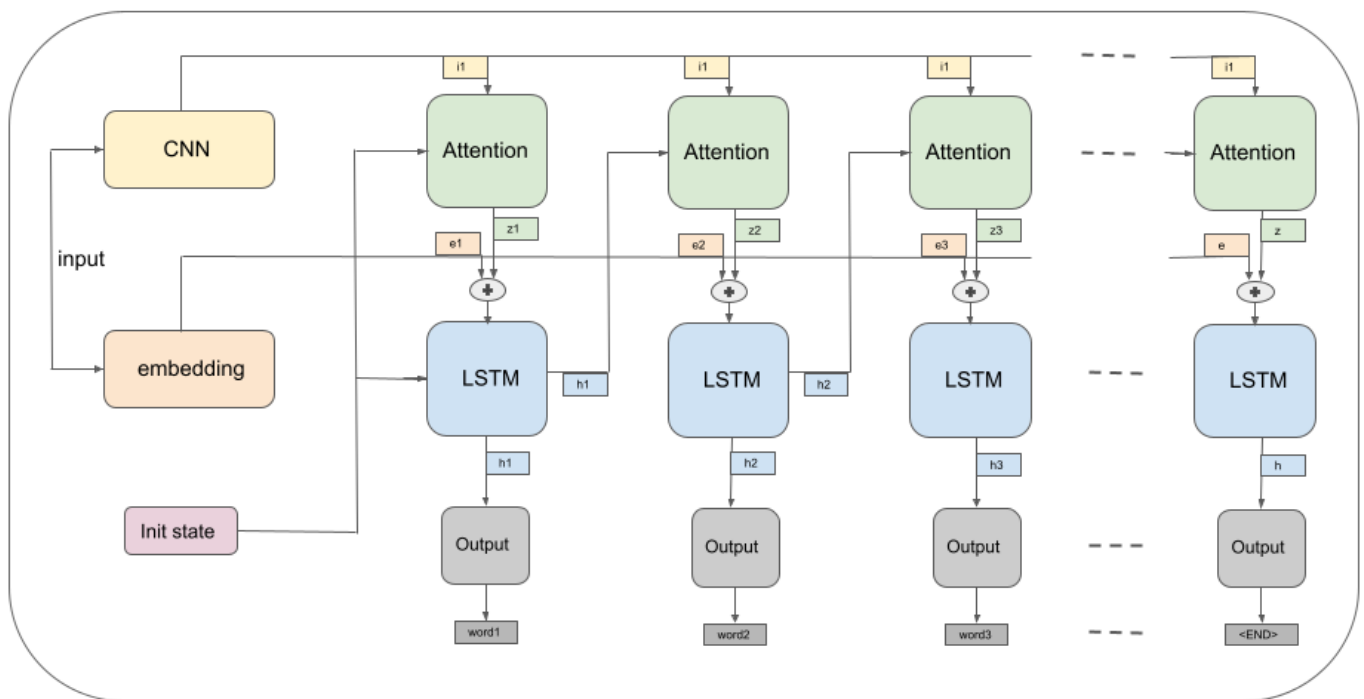 i1
i1
i1
i1
CNN
Attention
Attention
Attention
Attention
z1
z2
z3
z
e1
e2
e3
e
input
embedding
LSTM
LSTM
LSTM
LSTM
h1
h2
h1
h2
h3
h
Init state
Output
Output
Output
Output
word1
word2
word3
<END>